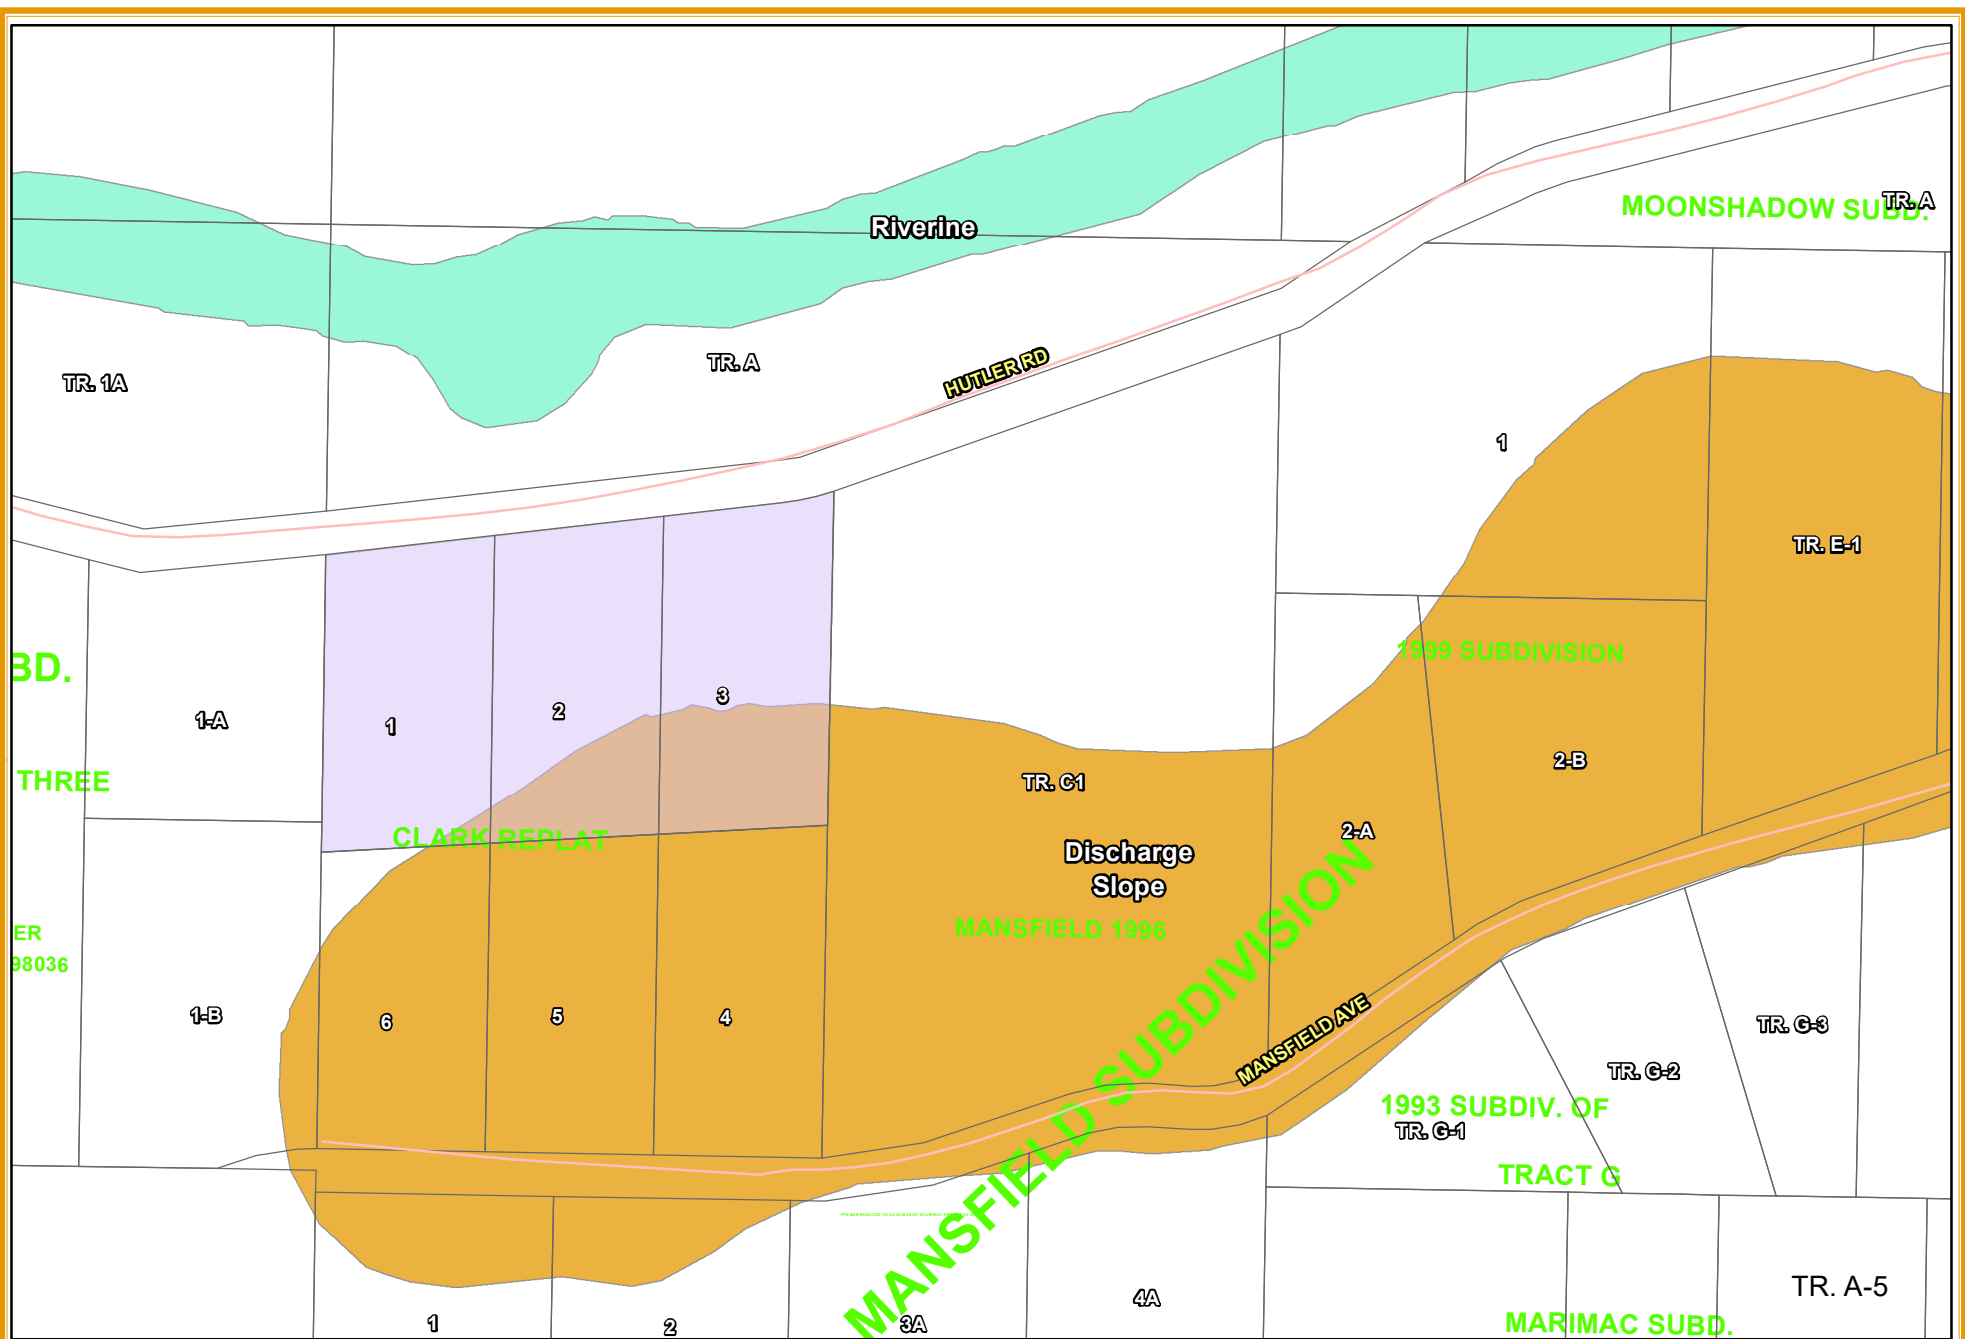 Riverine
MOONSHADOW SUBD.
TR. A
TR. 1A
TR. A
HUTLER RD
1
TR. E-1
BD.
1-A
1
2
3
1999 SUBDIVISION
2-B
THREE
TR. C1
CLARK REPLAT
2-A
Discharge
Slope
MANSFIELD 1996
ER
98036
1-B
6
5
4
MANSFIELD SUBDIVISION
MANSFIELD AVE
TR. G-3
TR. G-2
1993 SUBDIV. OF
TR. G-1
TRACT G
TR. A-5
4A
1
2
3A
MARIMAC SUBD.